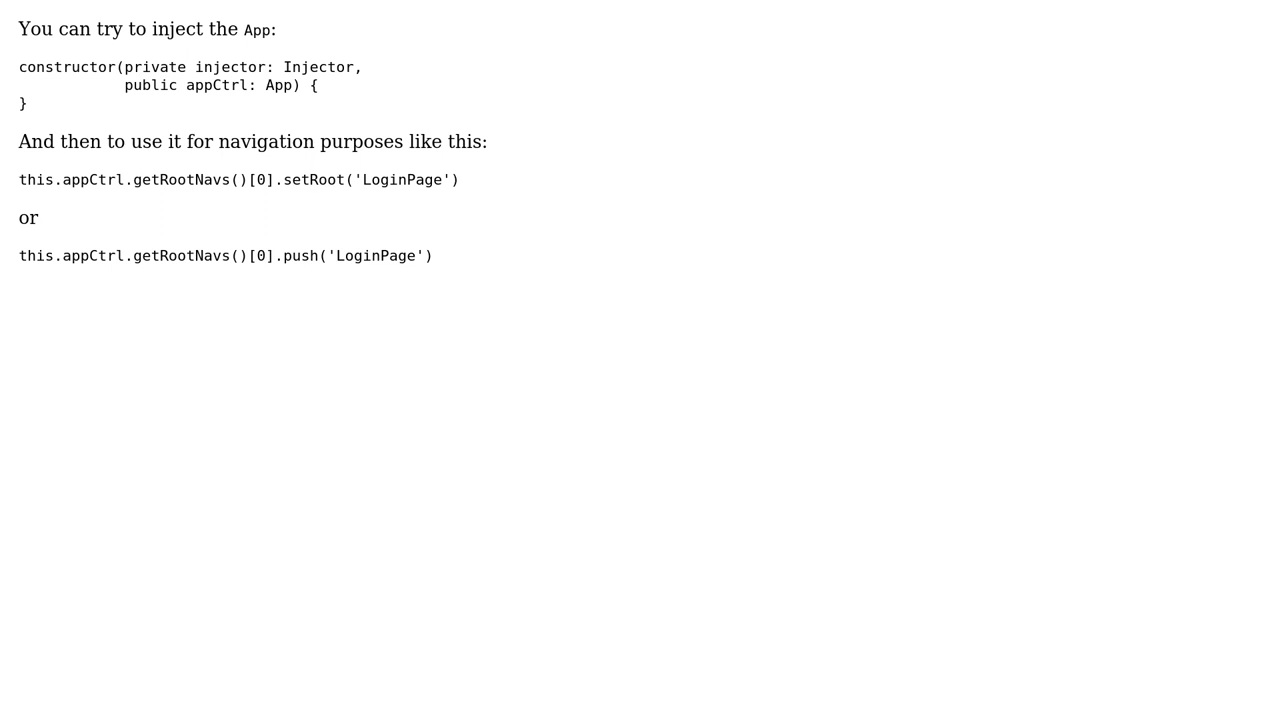 You can try to inject the App:
constructor(private injector: Injector,
            public appCtrl: App) {
}
And then to use it for navigation purposes like this:
this.appCtrl.getRootNavs()[0].setRoot('LoginPage')
or
this.appCtrl.getRootNavs()[0].push('LoginPage')